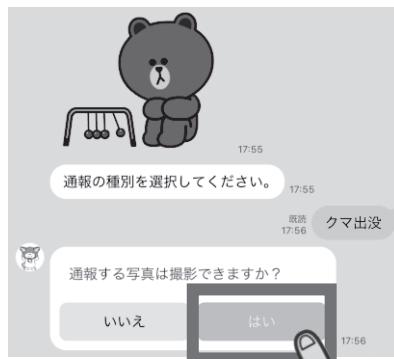 17:55
通報の種別を選択してください。
17:55
既読
17:56
クマ出没
通報する写真は撮影できますか？
いいえ
はい
17:56